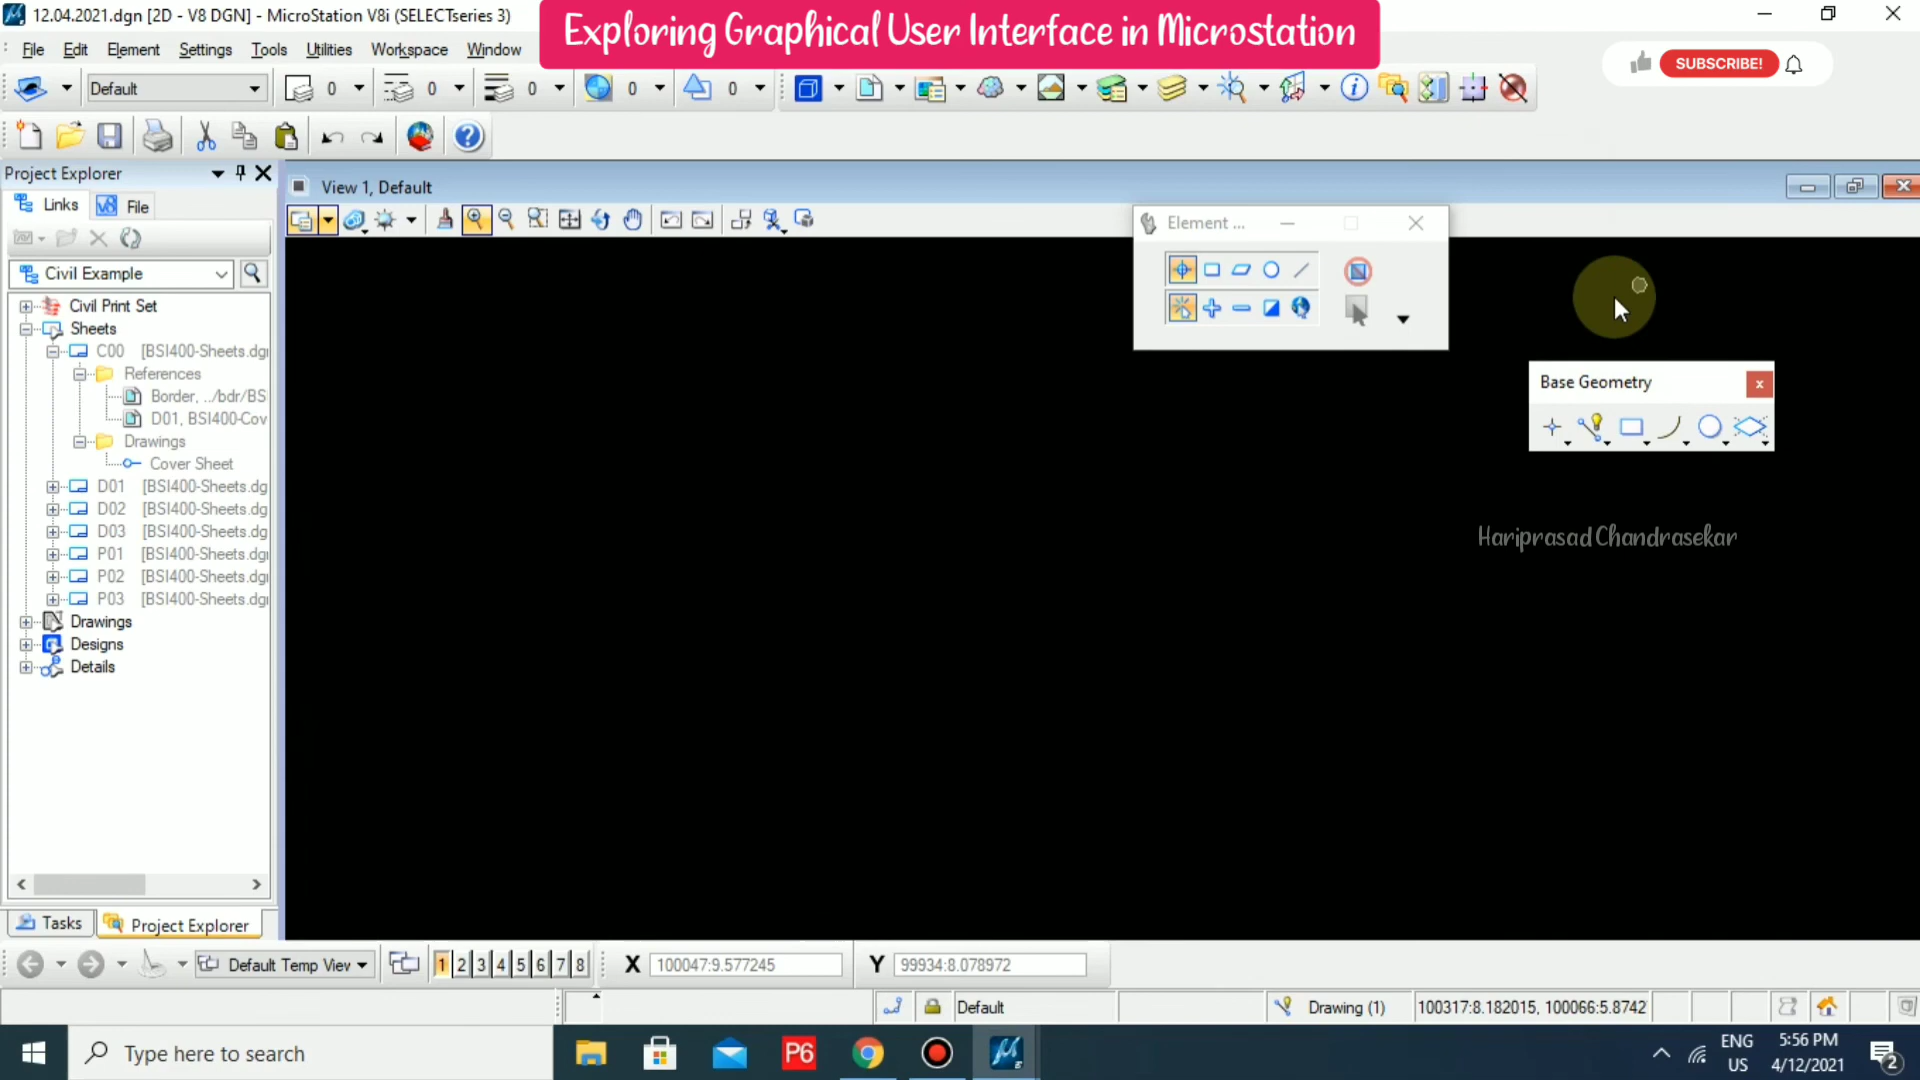 12.04.2021.dgn [2D - V8 DGN] - MicroStation V8i (SELECTseries 3)
Exploring Graphical User Interface in Microstation
File Edit Element Settings Tools Utilities Workspace Window
SUBSCRIBE!
Default 0 0 0 0 0
Project Explorer
View 1, Default
Links File
Element ...
Civil Example
Civil Print Set
Sheets
C00 [BSI400-Sheets.dg
References
Border, ../bdr/BS
D01, BSI400-Cov
Drawings
Cover Sheet
D01 [BSI400-Sheets.dg
D02 [BSI400-Sheets.dg
D03 [BSI400-Sheets.dg
P01 [BSI400-Sheets.dg
P02 [BSI400-Sheets.dg
P03 [BSI400-Sheets.dg
Drawings
Designs
Details
Base Geometry
Hariprasad Chandrasekar
Tasks Project Explorer
Default Temp View 1 2 3 4 5 6 7 8 X 100047:9.577245 Y 99934:8.078972
Default Drawing (1) 100317:8.182015, 100066:5.8742
Type here to search
P6
ENG
US
5:56 PM
4/12/2021
2